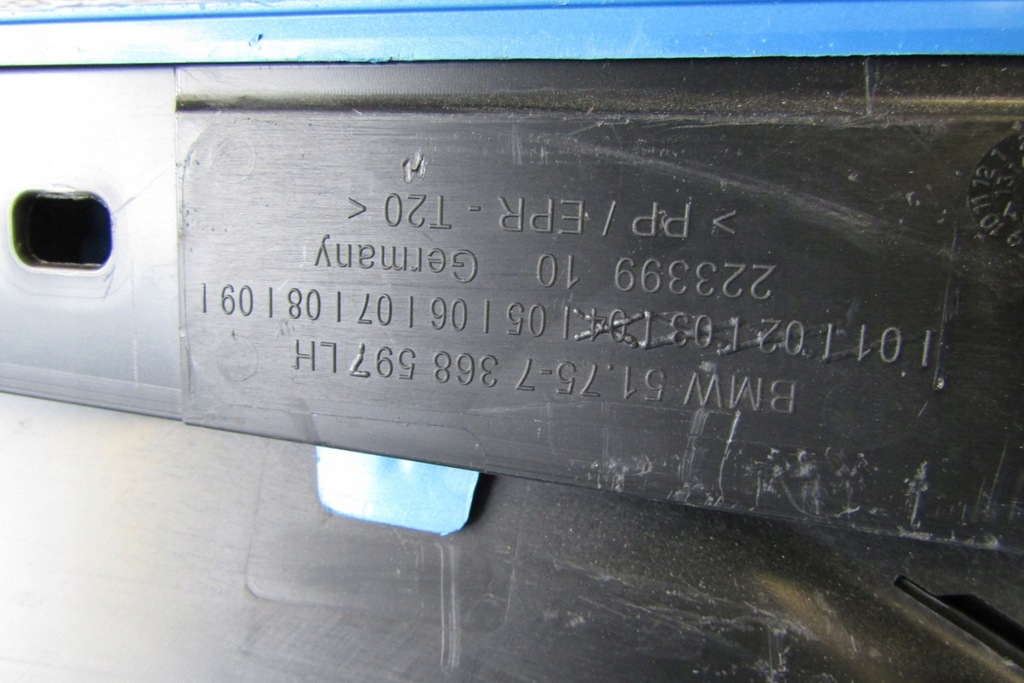 BMW 51.75-7 368 597 LH
| 01 | 02 | 03 | 04 | 05 | 06 | 07 | 08 | 09 |
223399 10 Germany
> PP / EPR - T20 <